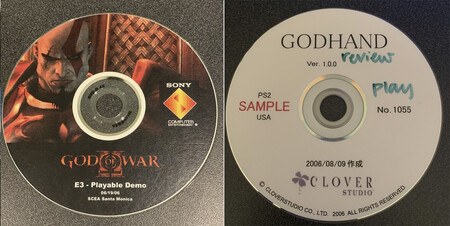 SONY
COMPUTER
ENTERTAINMENT®
GOD OF WAR
II
E3 - Playable Demo
08/19/06
SCEA Santa Monica
GODHAND
review
Ver. 1.0.0
play
PS2
SAMPLE
USA
No. 1055
2006/08/09 作成
CLOVER
STUDIO
© CLOVERSTUDIO CO., LTD. 2006 ALL RIGHTS RESERVED.